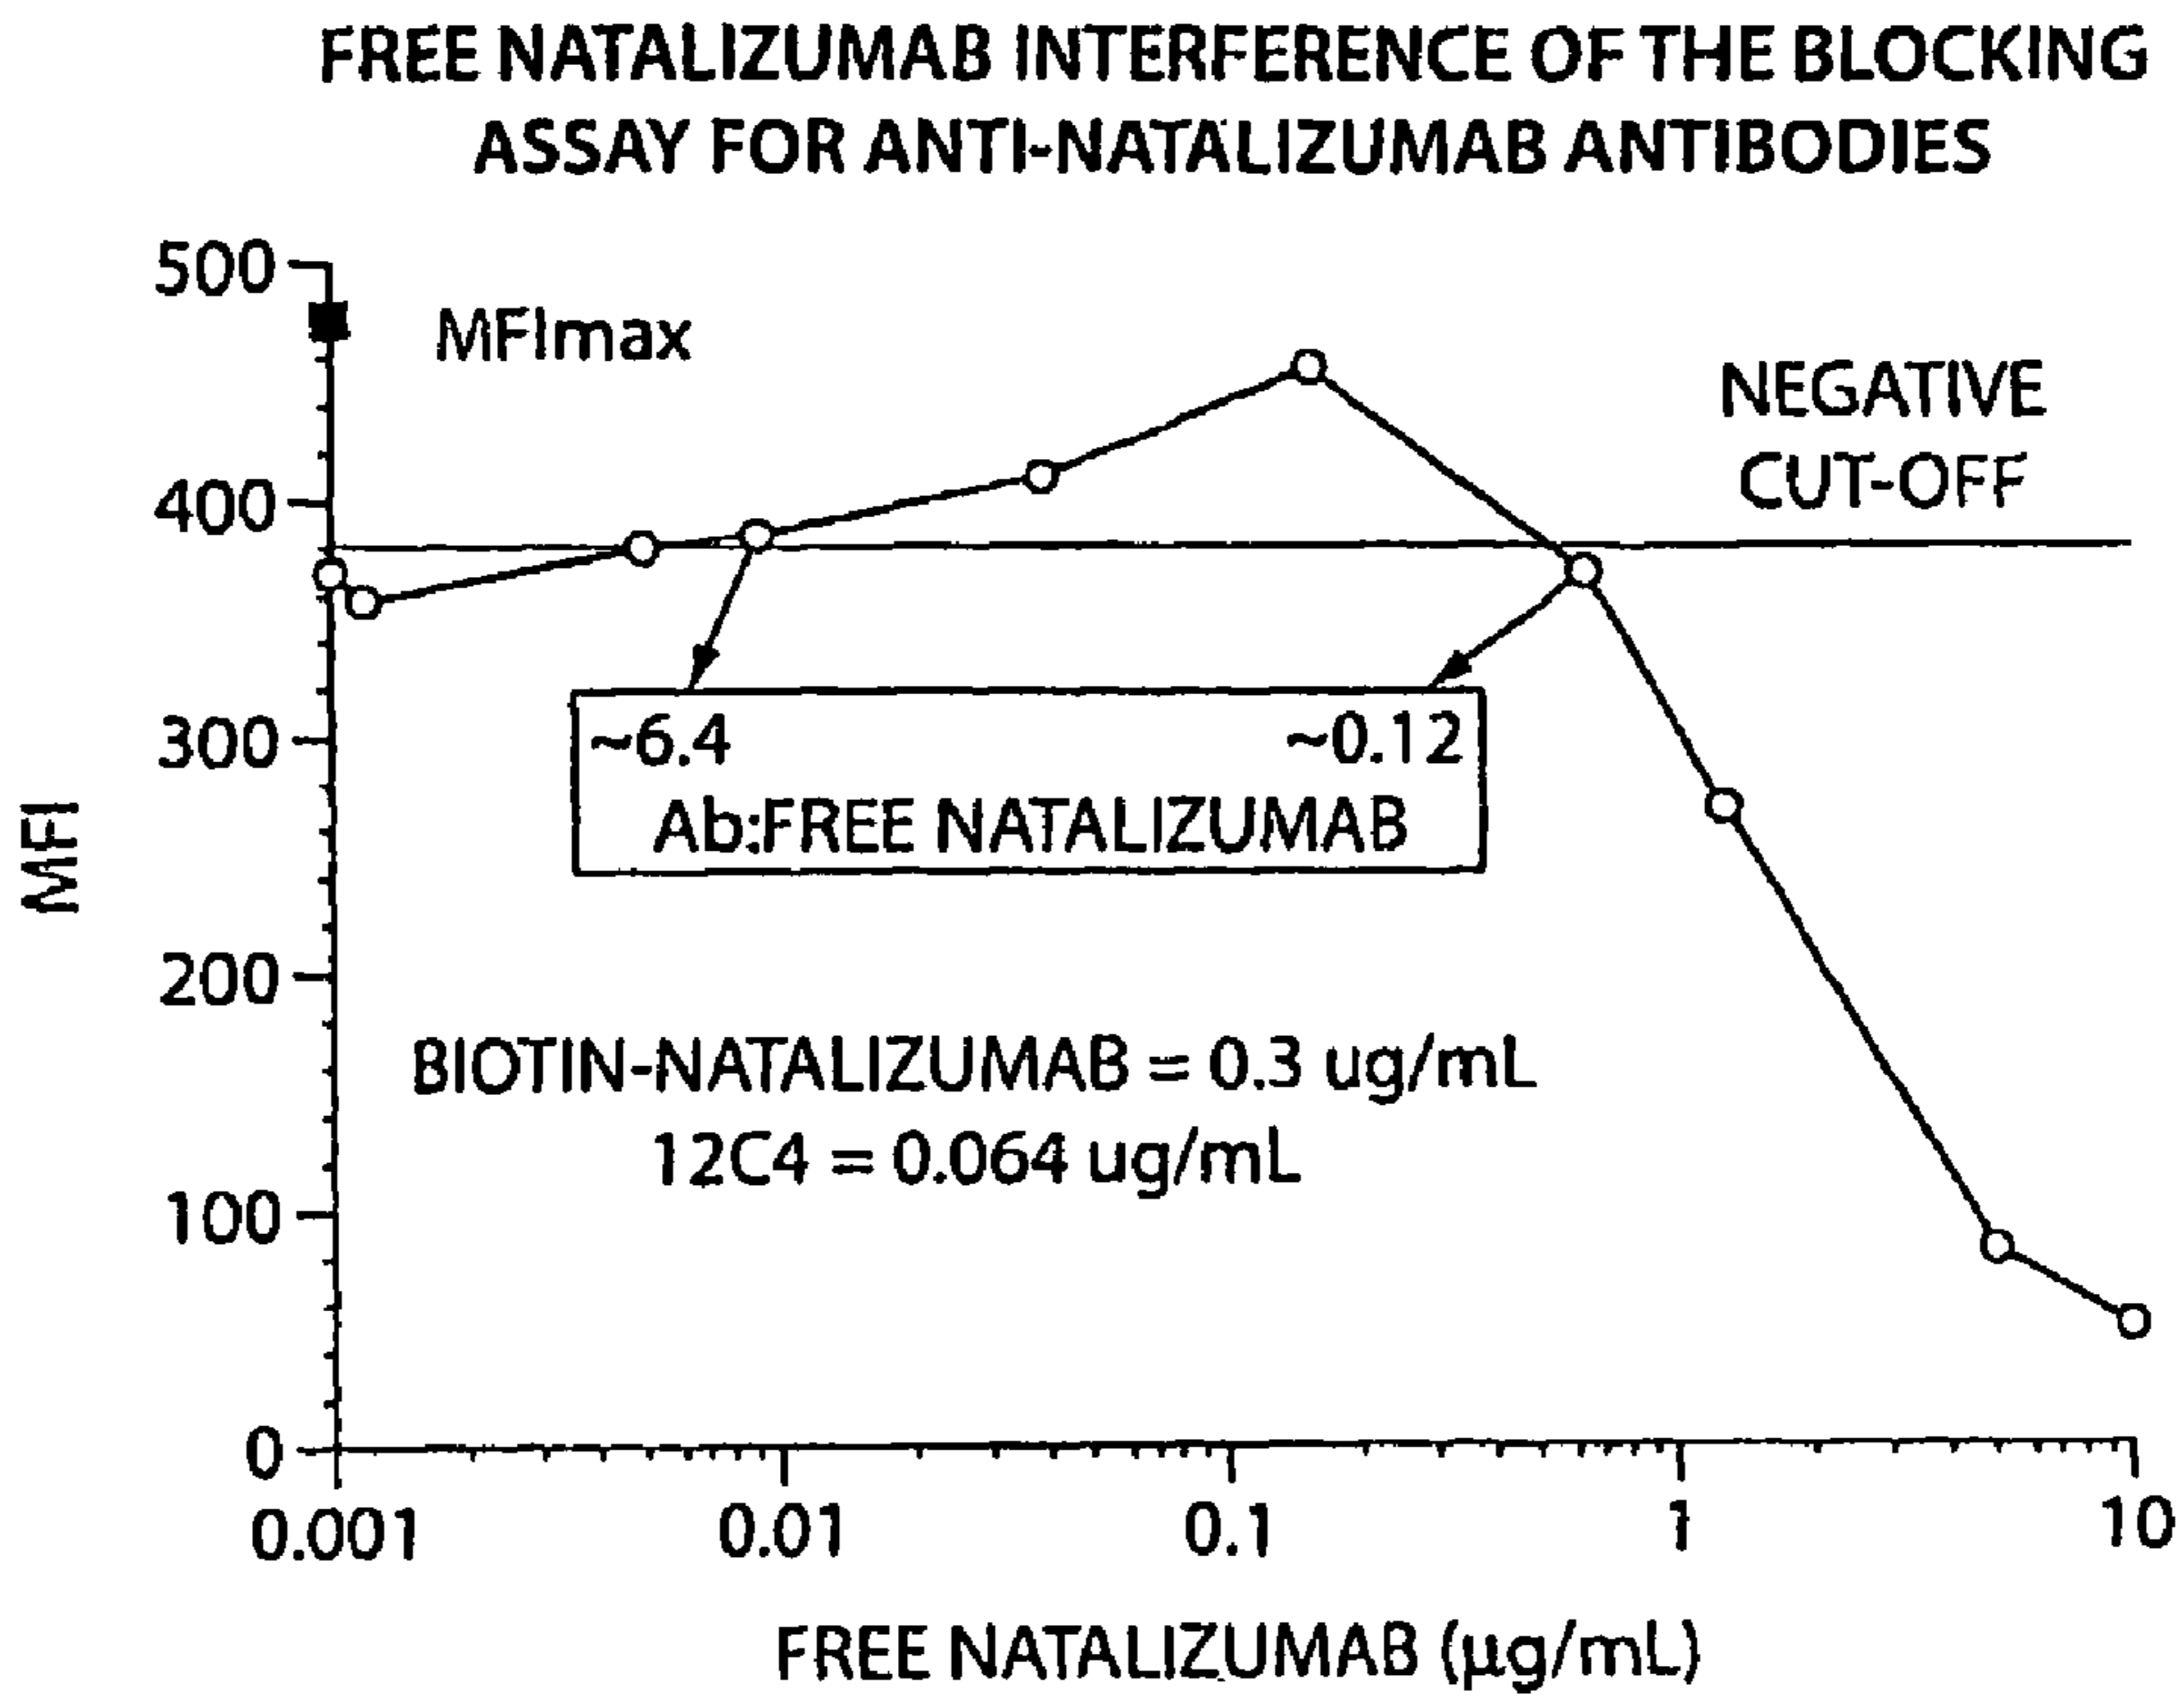 FREE NATALIZUMAB INTERFERENCE OF THE BLOCKING
ASSAY FOR ANTI-NATALIZUMAB ANTIBODIES
500
MFImax
NEGATIVE
CUT-OFF
400
300
~6.4 ~0.12
Ab:FREE NATALIZUMAB
MFI
200
BIOTIN-NATALIZUMAB = 0.3 ug/mL
12C4 = 0.064 ug/mL
100
0
0.001 0.01 0.1 1 10
FREE NATALIZUMAB (μg/mL)